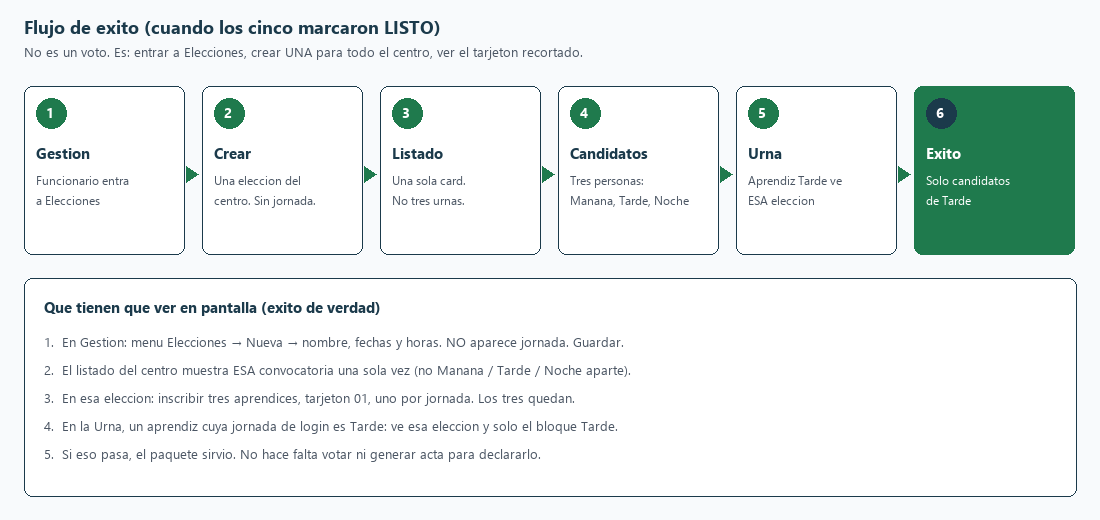 Flujo de exito (cuando los cinco marcaron LISTO)
No es un voto. Es: entrar a Elecciones, crear UNA para todo el centro, ver el tarjeton recortado.
1
Gestion
Funcionario entra
a Elecciones
2
Crear
Una eleccion del
centro. Sin jornada.
3
Listado
Una sola card.
No tres urnas.
4
Candidatos
Tres personas:
Manana, Tarde, Noche
5
Urna
Aprendiz Tarde ve
ESA eleccion
6
Exito
Solo candidatos
de Tarde
Que tienen que ver en pantalla (exito de verdad)
1. En Gestion: menu Elecciones → Nueva → nombre, fechas y horas. NO aparece jornada. Guardar.
2. El listado del centro muestra ESA convocatoria una sola vez (no Manana / Tarde / Noche aparte).
3. En esa eleccion: inscribir tres aprendices, tarjeton 01, uno por jornada. Los tres quedan.
4. En la Urna, un aprendiz cuya jornada de login es Tarde: ve esa eleccion y solo el bloque Tarde.
5. Si eso pasa, el paquete sirvio. No hace falta votar ni generar acta para declararlo.